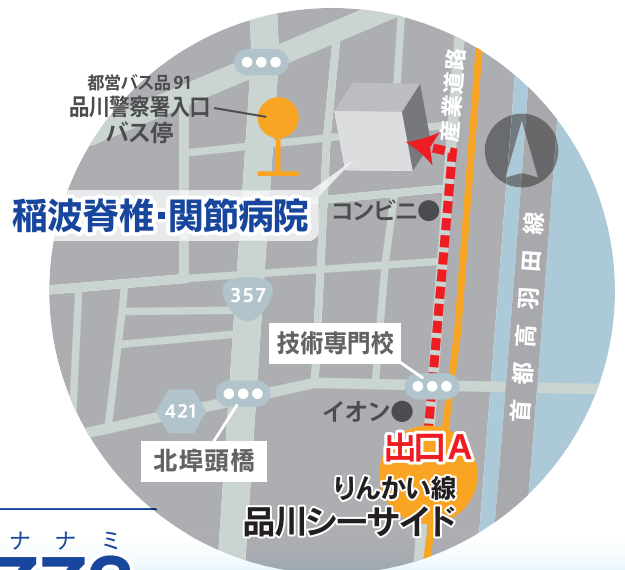 都営バス品91
品川警察署入口
バス停
産業道路
稲波脊椎・関節病院
コンビニ
首都高羽田線
357
技術専門校
421
イオン
北埠頭橋
出口A
りんかい線
品川シーサイド
ナナミ